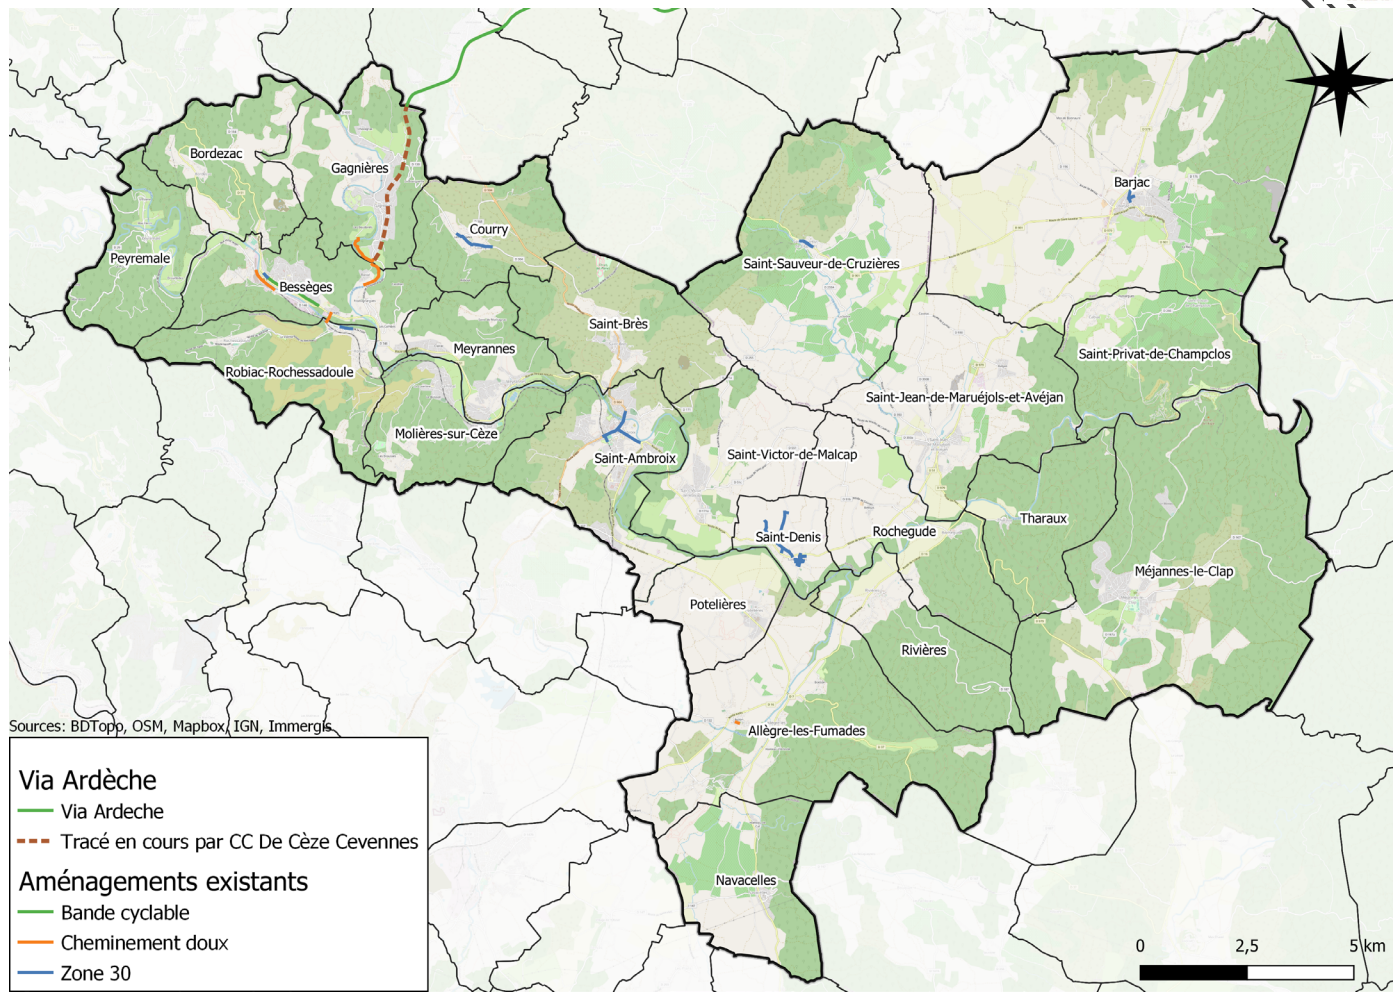 Bordezac
Gagnières
Barjac
Courry
Peyremale
Saint-Sauveur-de-Cruzières
Bessèges
Saint-Brès
Meyrannes
Saint-Privat-de-Champclos
Robiac-Rochessadoule
Saint-Jean-de-Maruéjols-et-Avéjan
Molières-sur-Cèze
Saint-Ambroix
Saint-Victor-de-Malcap
Tharaux
Saint-Denis
Rochegude
Méjannes-le-Clap
Potelières
Rivières
Sources: BDTopo, OSM, Mapbox, IGN, Immergis
Allègre-les-Fumades
Via Ardèche
Via Ardeche
Tracé en cours par CC De Cèze Cevennes
Aménagements existants
Navacelles
Bande cyclable
Cheminement doux
Zone 30
0 2,5 5 km